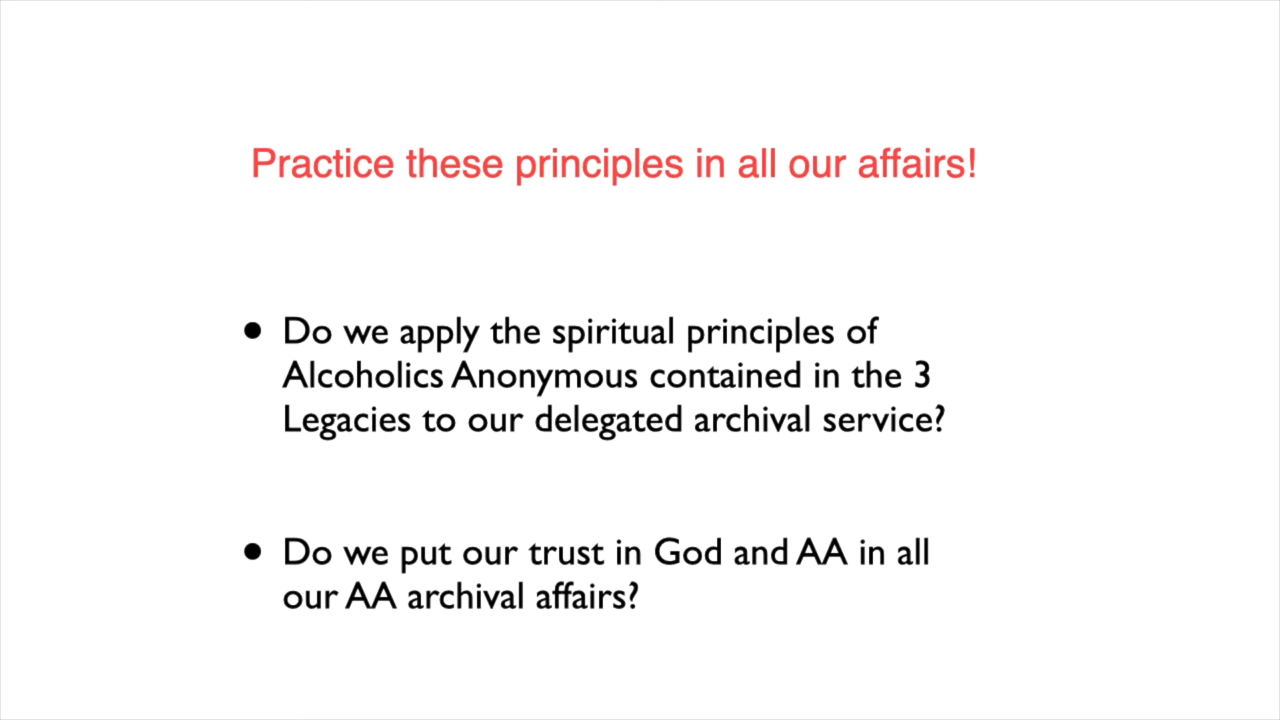 Practice these principles in all our affairs!
• Do we apply the spiritual principles of
Alcoholics Anonymous contained in the 3
Legacies to our delegated archival service?
• Do we put our trust in God and AA in all
our AA archival affairs?